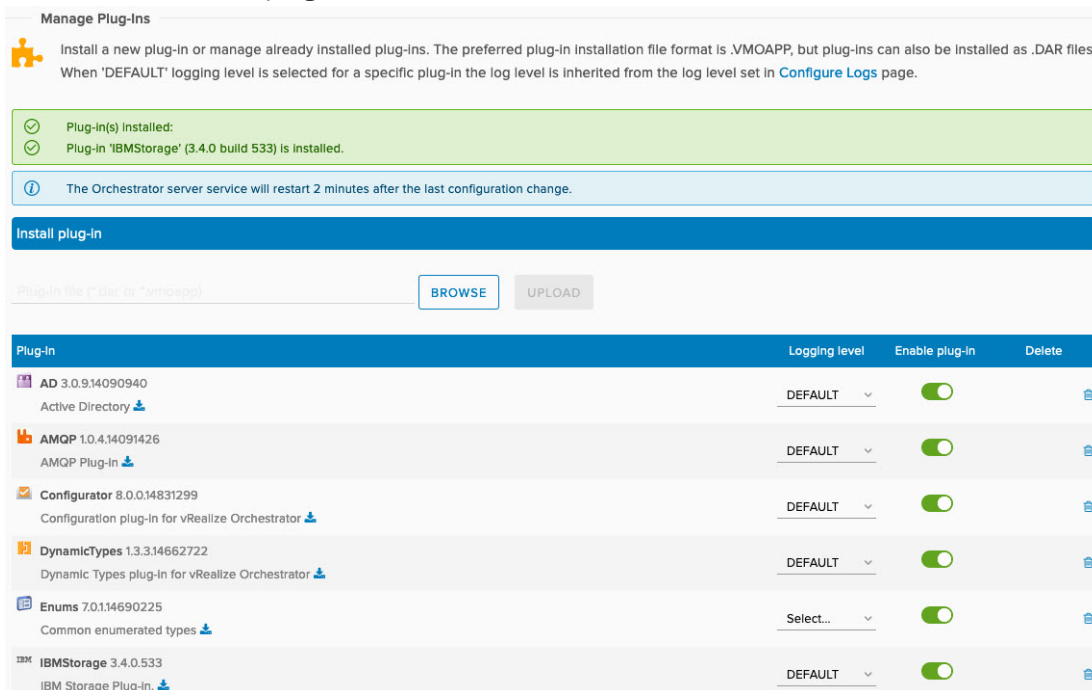 Manage Plug-Ins
Install a new plug-in or manage already installed plug-ins. The preferred plug-in installation file format is .VMOAPP, but plug-ins can also be installed as .DAR files
When 'DEFAULT' logging level is selected for a specific plug-in the log level is inherited from the log level set in Configure Logs page.
Plug-in(s) installed:
Plug-in 'IBMStorage' (3.4.0 build 533) is installed.
The Orchestrator server service will restart 2 minutes after the last configuration change.
Install plug-in
Plug-in file (*.dar or *.vmoapp) BROWSE UPLOAD
Plug-In Logging level Enable plug-in Delete
AD 3.0.9.14090940
Active Directory
DEFAULT
AMQP 1.0.4.14091426
AMQP Plug-In
DEFAULT
Configurator 8.0.0.14831299
Configuration plug-in for vRealize Orchestrator
DEFAULT
DynamicTypes 1.3.3.14662722
Dynamic Types plug-in for vRealize Orchestrator
DEFAULT
Enums 7.0.1.14690225
Common enumerated types
Select...
IBM IBMStorage 3.4.0.533
IBM Storage Plug-in.
DEFAULT